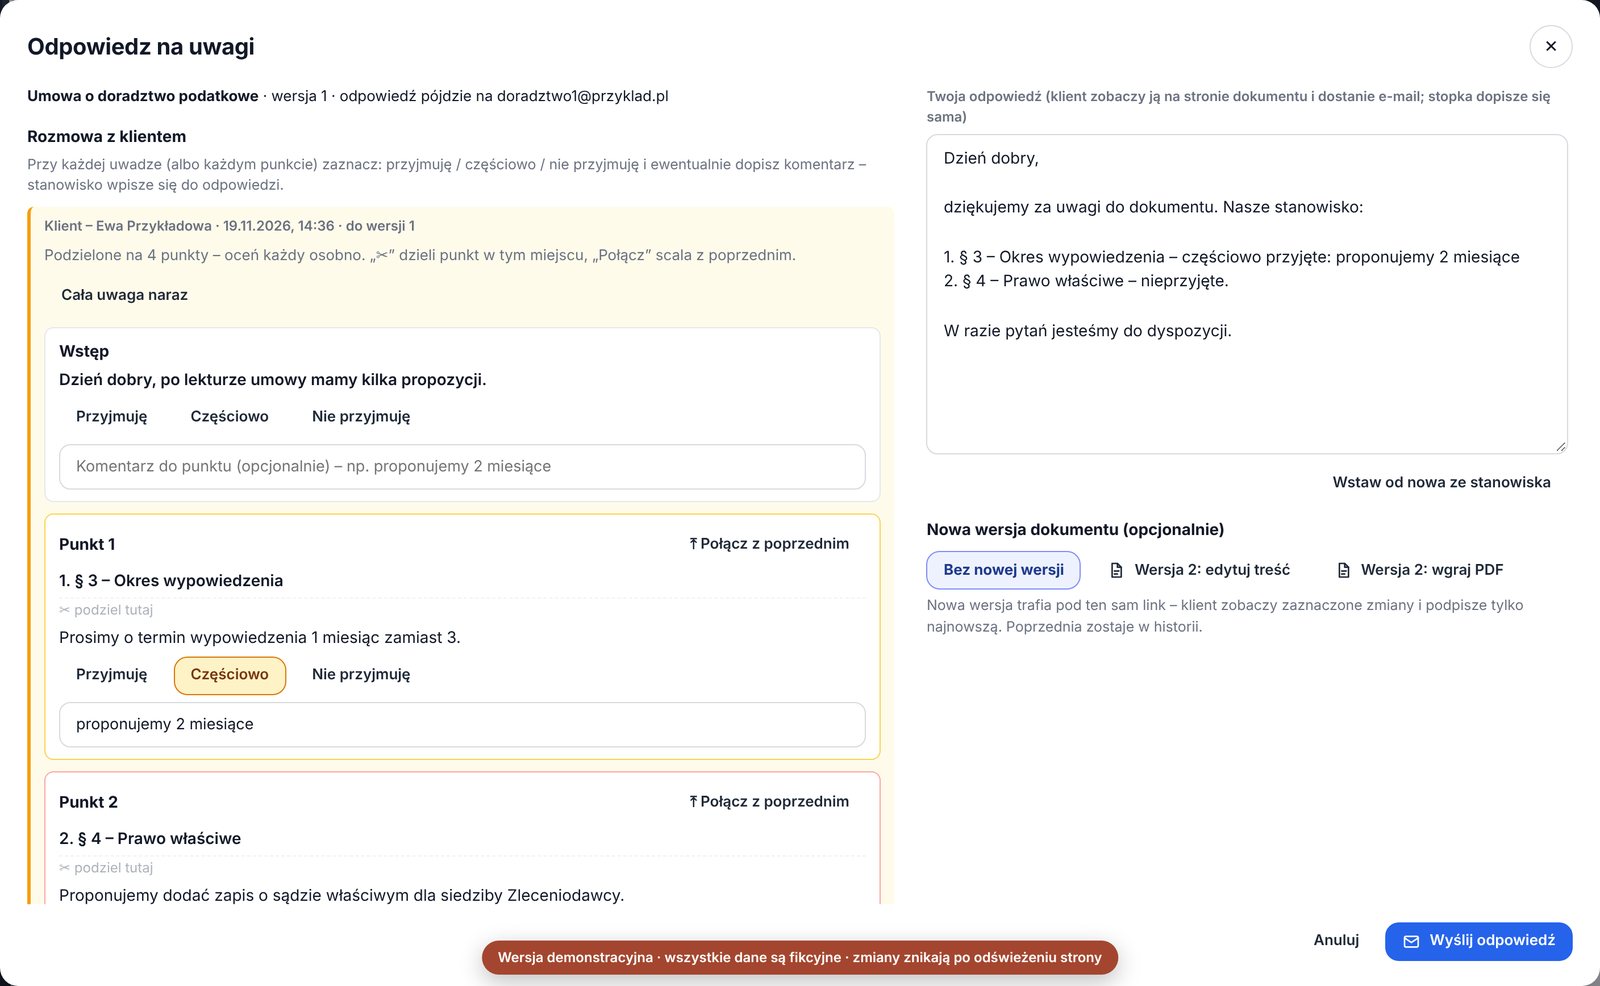 Odpowiedz na uwagi
✕
Umowa o doradztwo podatkowe · wersja 1 · odpowiedź pójdzie na doradztwo1@przyklad.pl
Rozmowa z klientem
Przy każdej uwadze (albo każdym punkcie) zaznacz: przyjmuję / częściowo / nie przyjmuję i ewentualnie dopisz komentarz –
stanowisko wpisze się do odpowiedzi.
Klient – Ewa Przykładowa · 19.11.2026, 14:36 · do wersji 1
Podzielone na 4 punkty – oceń każdy osobno. „✂” dzieli punkt w tym miejscu, „Połącz” scala z poprzednim.
Cała uwaga naraz
Wstęp
Dzień dobry, po lekturze umowy mamy kilka propozycji.
Przyjmuję Częściowo Nie przyjmuję
Komentarz do punktu (opcjonalnie) – np. proponujemy 2 miesiące
Punkt 1 ⤒ Połącz z poprzednim
1. § 3 – Okres wypowiedzenia
✂ podziel tutaj
Prosimy o termin wypowiedzenia 1 miesiąc zamiast 3.
Przyjmuję Częściowo Nie przyjmuję
proponujemy 2 miesiące
Punkt 2 ⤒ Połącz z poprzednim
2. § 4 – Prawo właściwe
✂ podziel tutaj
Proponujemy dodać zapis o sądzie właściwym dla siedziby Zleceniodawcy.
Twoja odpowiedź (klient zobaczy ją na stronie dokumentu i dostanie e-mail; stopka dopisze się
sama)
Dzień dobry,
dziękujemy za uwagi do dokumentu. Nasze stanowisko:
1. § 3 – Okres wypowiedzenia – częściowo przyjęte: proponujemy 2 miesiące
2. § 4 – Prawo właściwe – nieprzyjęte.
W razie pytań jesteśmy do dyspozycji.
Wstaw od nowa ze stanowiska
Nowa wersja dokumentu (opcjonalnie)
Bez nowej wersji Wersja 2: edytuj treść Wersja 2: wgraj PDF
Nowa wersja trafia pod ten sam link – klient zobaczy zaznaczone zmiany i podpisze tylko
najnowszą. Poprzednia zostaje w historii.
Anuluj Wyślij odpowiedź
Wersja demonstracyjna · wszystkie dane są fikcyjne · zmiany znikają po odświeżeniu strony